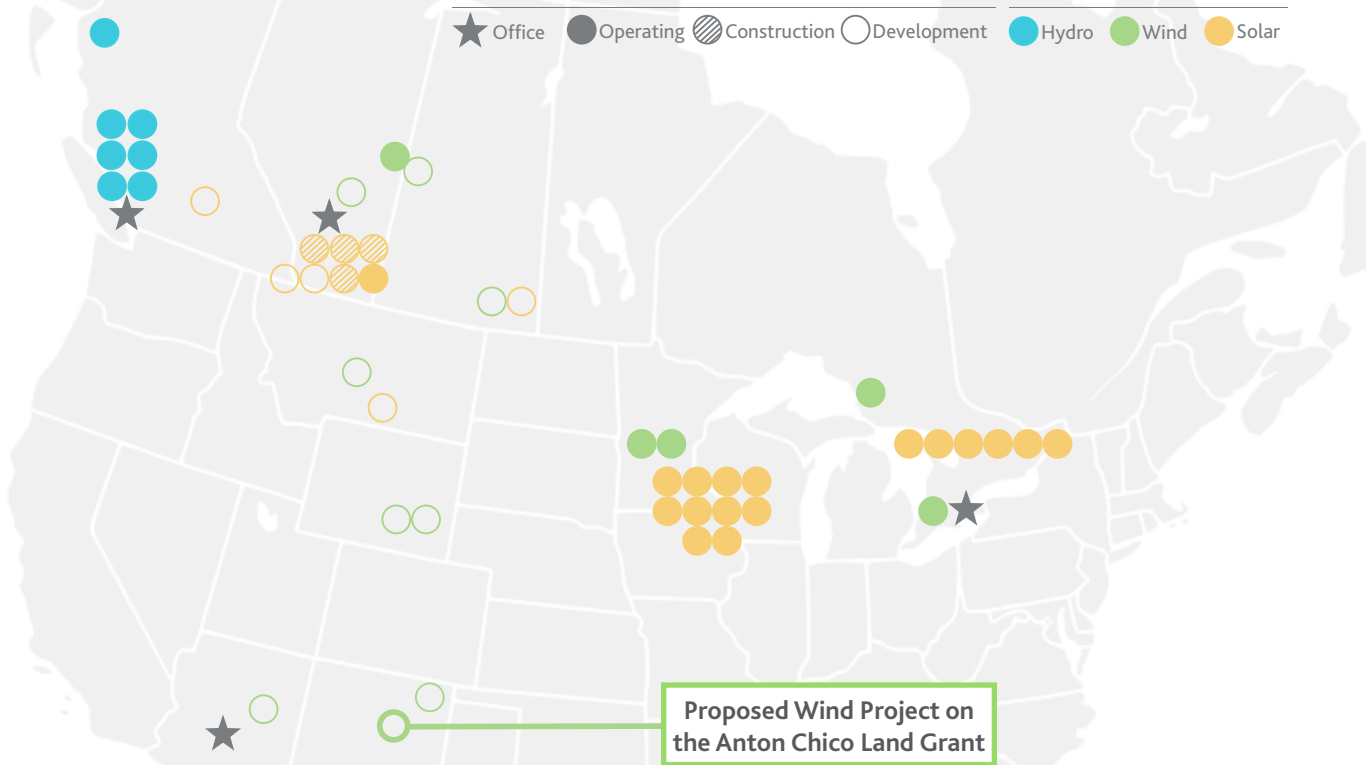 Office Operating Construction Development Hydro Wind Solar
Proposed Wind Project on
the Anton Chico Land Grant